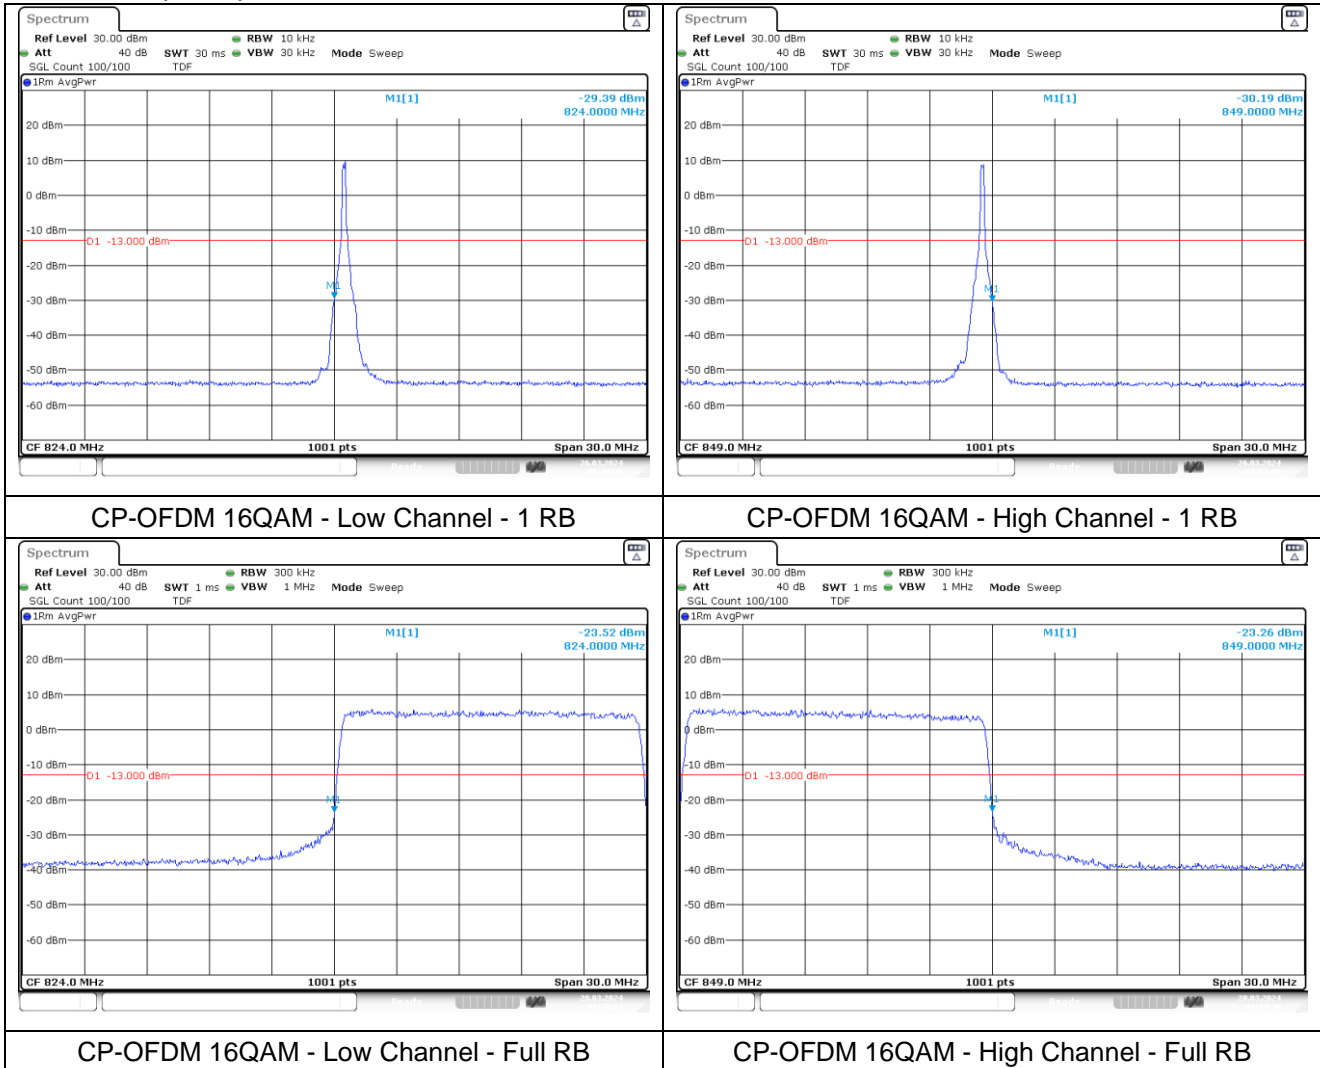 Spectrum
Ref Level 30.00 dBm RBW 10 kHz
Att 40 dB SWT 30 ms VBW 30 kHz Mode Sweep
SGL Count 100/100 TDF
1Rm AvgPwr
M1[1] -29.39 dBm
824.0000 MHz
20 dBm
10 dBm
0 dBm
-10 dBm
D1 -13.000 dBm
-20 dBm
M1
-30 dBm
-40 dBm
-50 dBm
-60 dBm
CF 824.0 MHz 1001 pts Span 30.0 MHz
Spectrum
Ref Level 30.00 dBm RBW 10 kHz
Att 40 dB SWT 30 ms VBW 30 kHz Mode Sweep
SGL Count 100/100 TDF
1Rm AvgPwr
M1[1] -30.19 dBm
849.0000 MHz
20 dBm
10 dBm
0 dBm
-10 dBm
D1 -13.000 dBm
-20 dBm
M1
-30 dBm
-40 dBm
-50 dBm
-60 dBm
CF 849.0 MHz 1001 pts Span 30.0 MHz
CP-OFDM 16QAM - Low Channel - 1 RB
CP-OFDM 16QAM - High Channel - 1 RB
Spectrum
Ref Level 30.00 dBm RBW 300 kHz
Att 40 dB SWT 1 ms VBW 1 MHz Mode Sweep
SGL Count 100/100 TDF
1Rm AvgPwr
M1[1] -23.52 dBm
824.0000 MHz
20 dBm
10 dBm
0 dBm
-10 dBm
D1 -13.000 dBm
-20 dBm
M1
-30 dBm
-40 dBm
-50 dBm
-60 dBm
CF 824.0 MHz 1001 pts Span 30.0 MHz
Spectrum
Ref Level 30.00 dBm RBW 300 kHz
Att 40 dB SWT 1 ms VBW 1 MHz Mode Sweep
SGL Count 100/100 TDF
1Rm AvgPwr
M1[1] -23.26 dBm
849.0000 MHz
20 dBm
10 dBm
0 dBm
-10 dBm
D1 -13.000 dBm
-20 dBm
M1
-30 dBm
-40 dBm
-50 dBm
-60 dBm
CF 849.0 MHz 1001 pts Span 30.0 MHz
CP-OFDM 16QAM - Low Channel - Full RB
CP-OFDM 16QAM - High Channel - Full RB